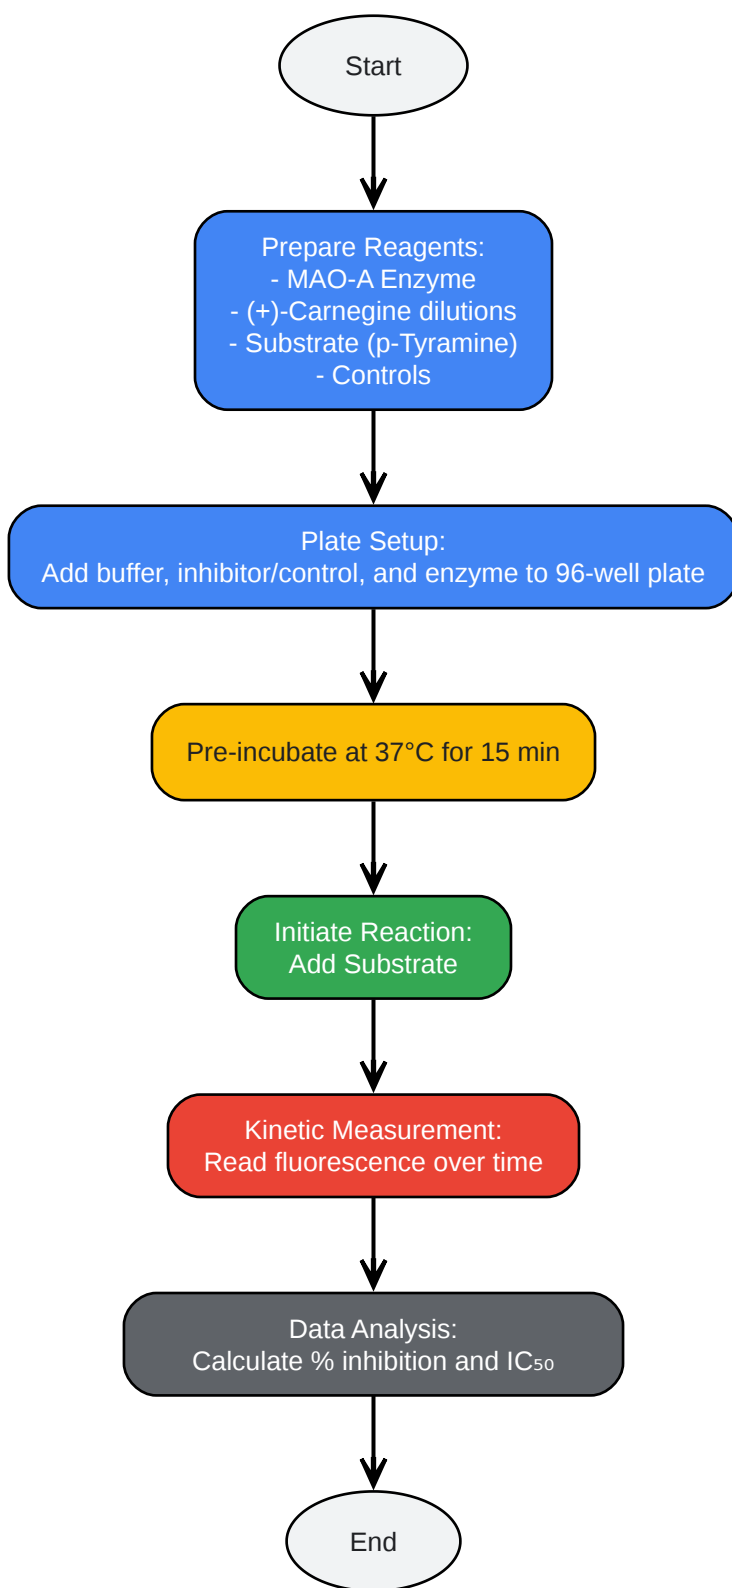 Start
Prepare Reagents:
- MAO-A Enzyme
- (+)-Carnegine dilutions
- Substrate (p-Tyramine)
- Controls
Plate Setup:
Add buffer, inhibitor/control, and enzyme to 96-well plate
Pre-incubate at 37°C for 15 min
Initiate Reaction:
Add Substrate
Kinetic Measurement:
Read fluorescence over time
Data Analysis:
Calculate % inhibition and IC₅₀
End